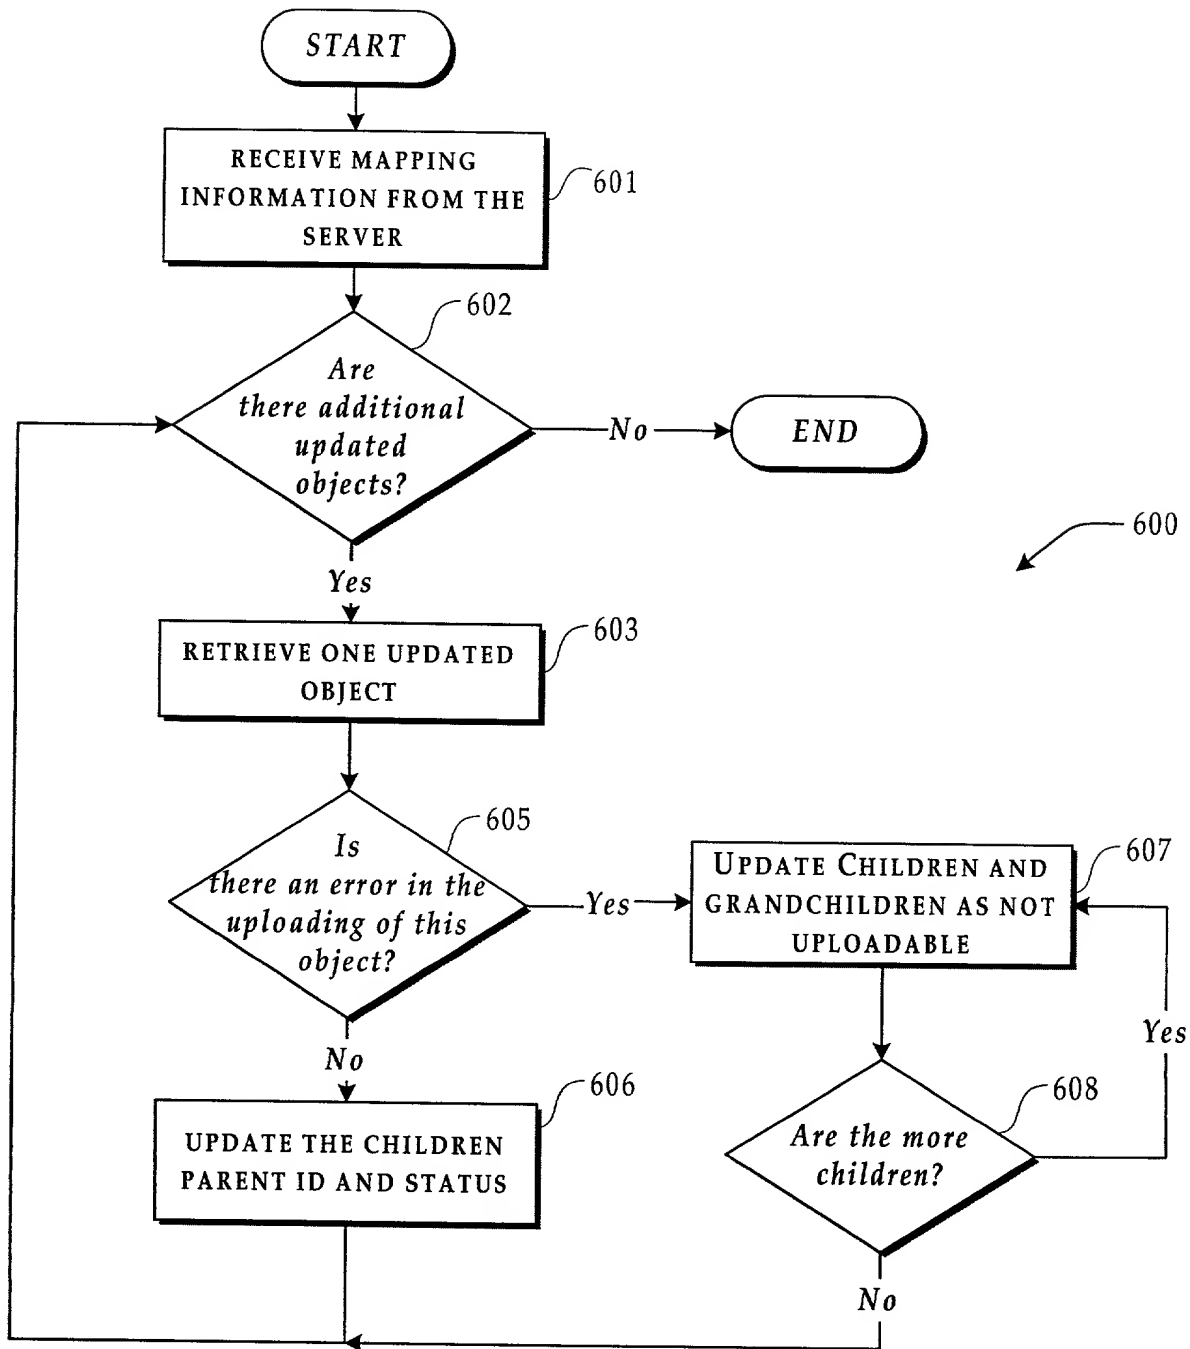 START
RECEIVE MAPPING
INFORMATION FROM THE
SERVER
601
602
Are
there additional
updated
objects?
No
END
600
Yes
603
RETRIEVE ONE UPDATED
OBJECT
605
Is
there an error in the
uploading of this
object?
Yes
607
UPDATE CHILDREN AND
GRANDCHILDREN AS NOT
UPLOADABLE
Yes
No
606
UPDATE THE CHILDREN
PARENT ID AND STATUS
608
Are the more
children?
No